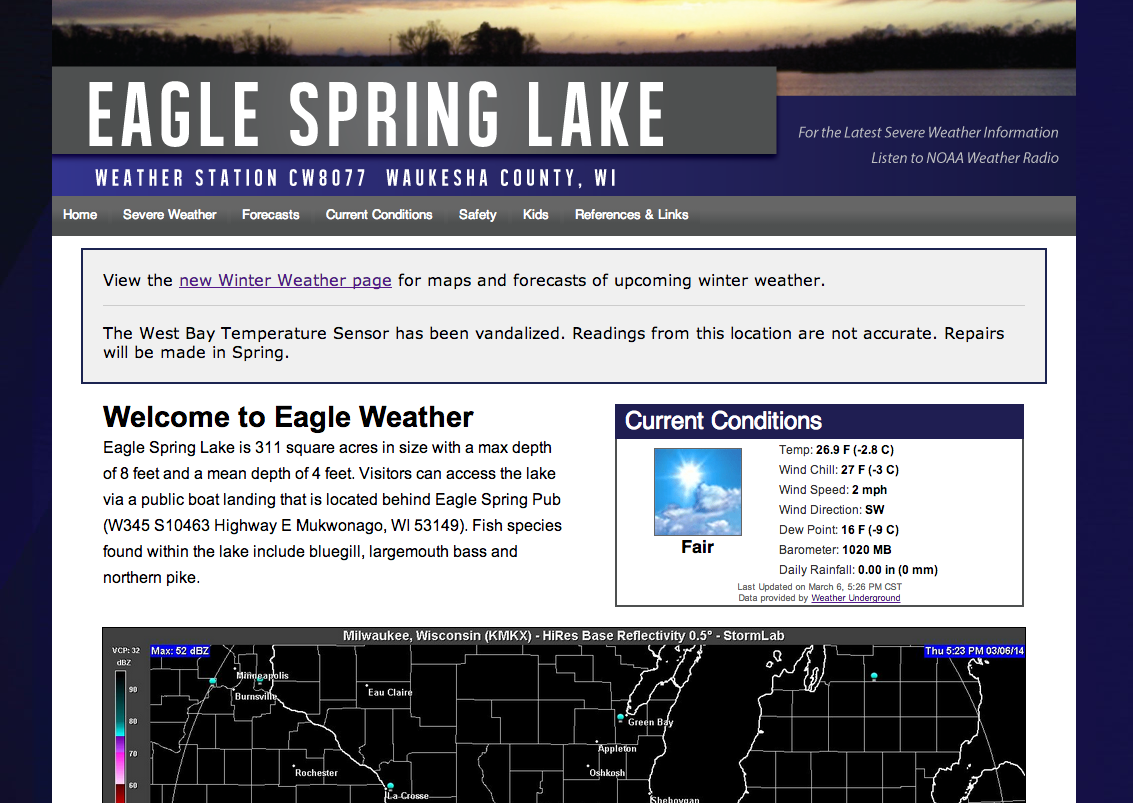 EAGLE SPRING LAKE
For the Latest Severe Weather Information
Listen to NOAA Weather Radio
WEATHER STATION CW8077 WAUKESHA COUNTY, WI
Home Severe Weather Forecasts Current Conditions Safety Kids References & Links
View the new Winter Weather page for maps and forecasts of upcoming winter weather.
The West Bay Temperature Sensor has been vandalized. Readings from this location are not accurate. Repairs
will be made in Spring.
Welcome to Eagle Weather
Eagle Spring Lake is 311 square acres in size with a max depth
of 8 feet and a mean depth of 4 feet. Visitors can access the lake
via a public boat landing that is located behind Eagle Spring Pub
(W345 S10463 Highway E Mukwonago, WI 53149). Fish species
found within the lake include bluegill, largemouth bass and
northern pike.
Current Conditions
Fair
Temp: 26.9 F (-2.8 C)
Wind Chill: 27 F (-3 C)
Wind Speed: 2 mph
Wind Direction: SW
Dew Point: 16 F (-9 C)
Barometer: 1020 MB
Daily Rainfall: 0.00 in (0 mm)
Last Updated on March 6, 5:26 PM CST
Data provided by Weather Underground
Milwaukee, Wisconsin (KMKX) - HiRes Base Reflectivity 0.5° - StormLab
VCP: 32 Max: 52 dBZ Thu 5:23 PM 03/06/14
dBZ
Minneapolis
90
Eau Claire
Burnsville
80
Green Bay
Appleton
70
Rochester
Oshkosh
60
La Crosse
Sheboygan